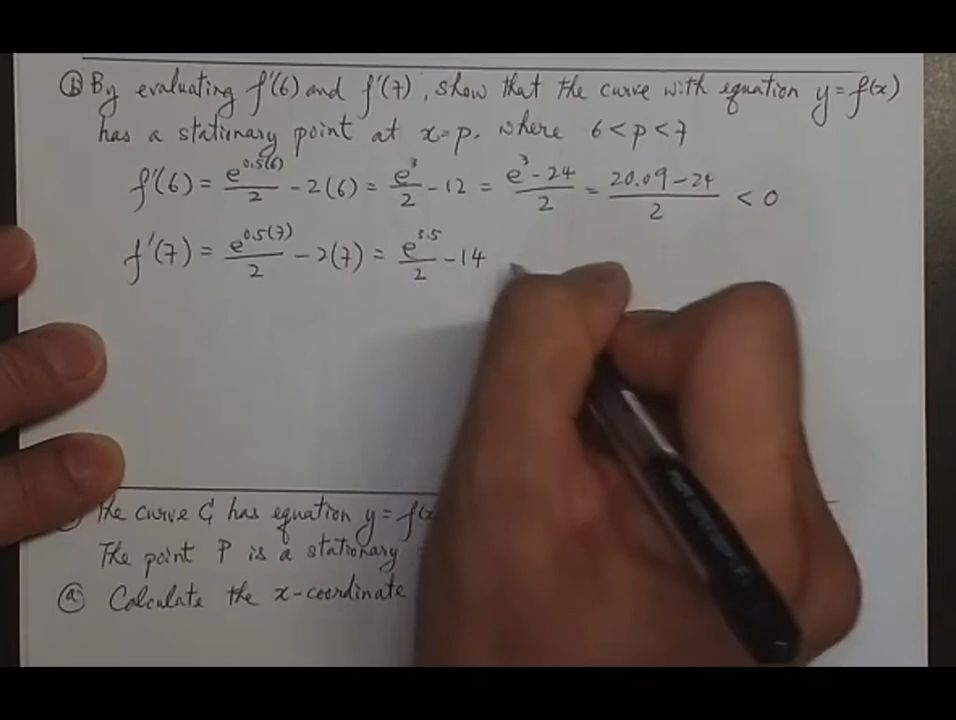 ⓑ By evaluating f'(6) and f'(7), show that the curve with equation y = f(x)
has a stationary point at x=p, where 6 < p < 7
f'(6) = e^0.5(6)/2 - 2(6) = e^3/2 - 12 = (e^3 - 24)/2 = (20.09 - 24)/2 < 0
f'(7) = e^0.5(7)/2 - 2(7) = e^3.5/2 - 14
The curve C has equation y = f(x
The point P is a stationary
ⓐ Calculate the x-coordinate